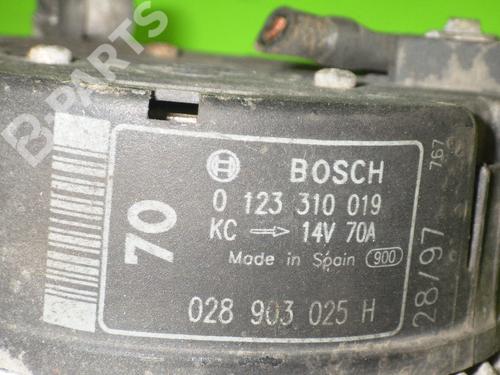 B-PARTS
BOSCH
0 123 310 019
KC → 14V 70A
Made in Spain 900
028 903 025 H
70
28/97
767